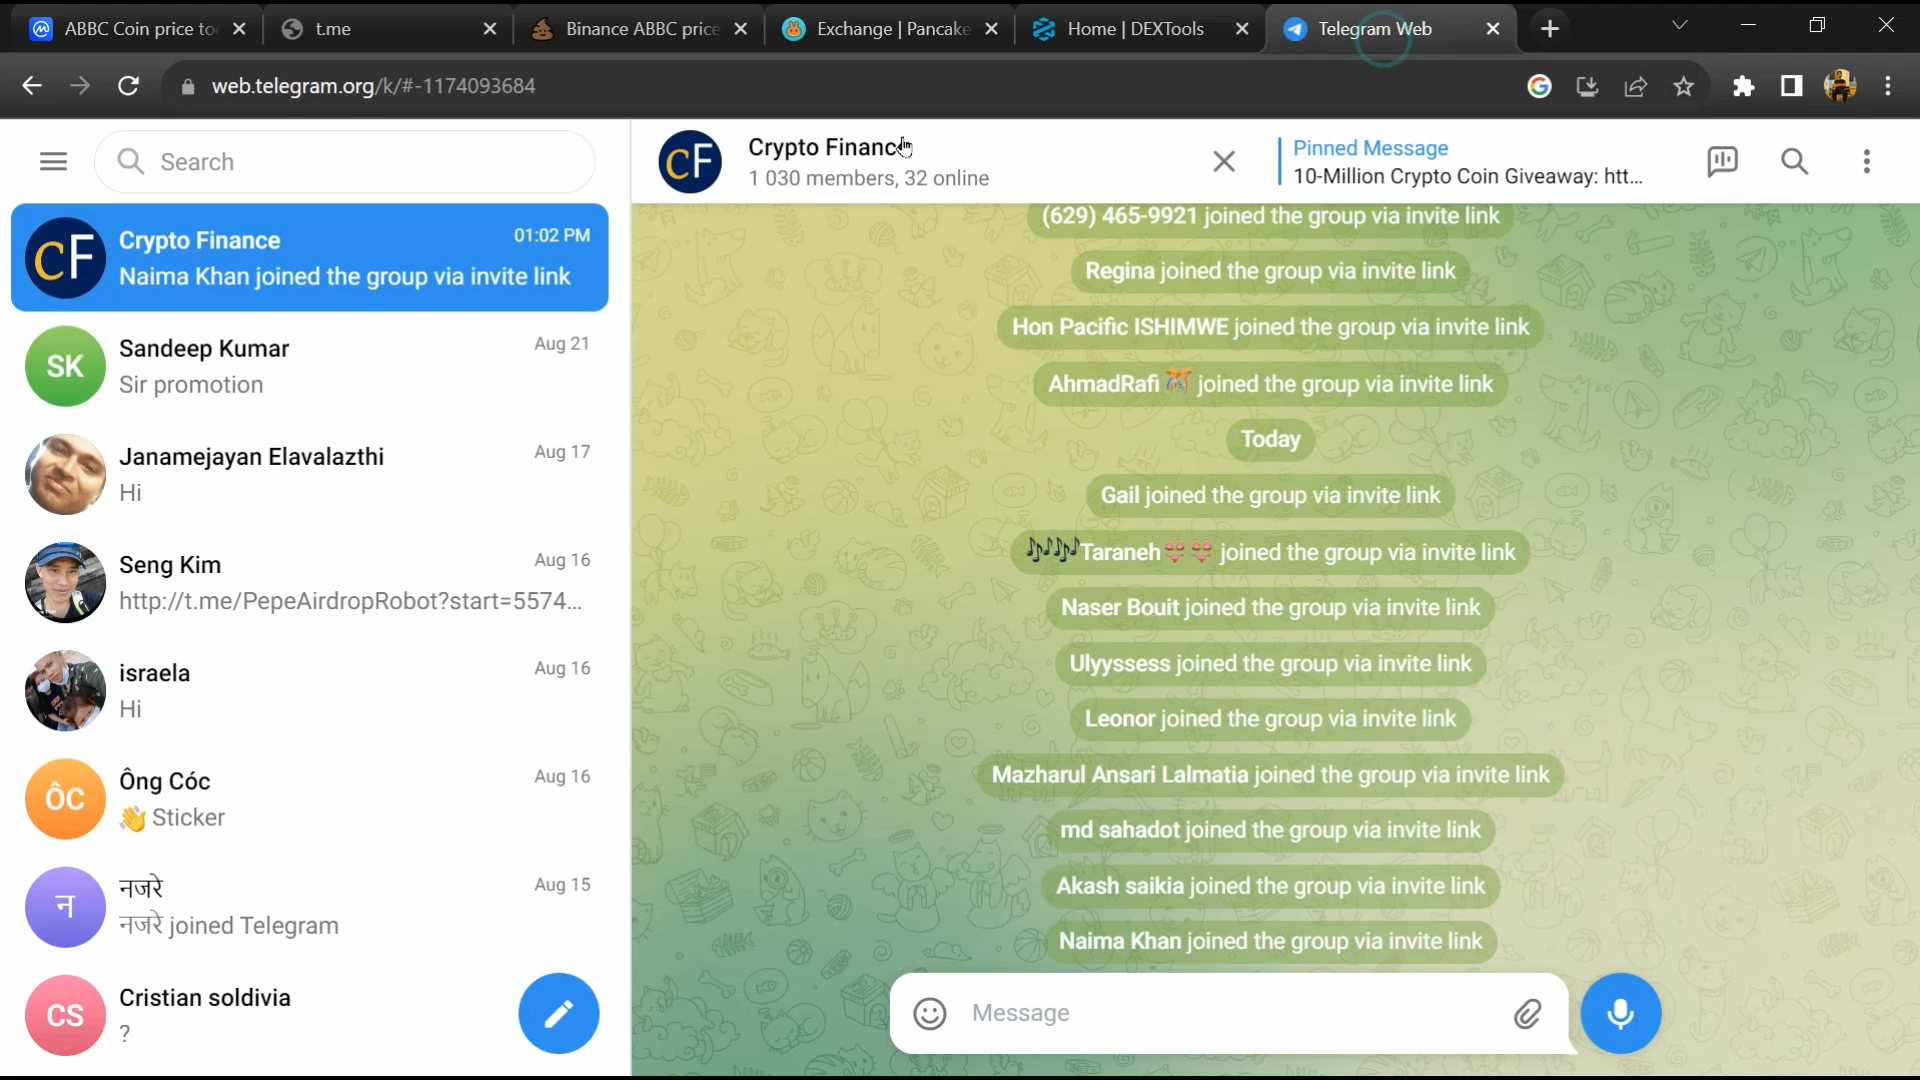 ABBC Coin price to
t.me
Binance ABBC price
Exchange | Pancake
Home | DEXTools
Telegram Web
web.telegram.org/k/#-1174093684
Search
CF
Crypto Finance
01:02 PM
Naima Khan joined the group via invite link
SK
Sandeep Kumar
Aug 21
Sir promotion
Janamejayan Elavalazthi
Aug 17
Hi
Seng Kim
Aug 16
http://t.me/PepeAirdropRobot?start=5574...
israela
Aug 16
Hi
ÔC
Ông Cóc
Aug 16
👋 Sticker
न
नजरे
Aug 15
नजरे joined Telegram
CS
Cristian soldivia
?
CF
Crypto Financ
1 030 members, 32 online
Pinned Message
10-Million Crypto Coin Giveaway: htt...
(629) 465-9921 joined the group via invite link
Regina joined the group via invite link
Hon Pacific ISHIMWE joined the group via invite link
AhmadRafi 🎊 joined the group via invite link
Today
Gail joined the group via invite link
🎶🎶Taraneh👙👙 joined the group via invite link
Naser Bouit joined the group via invite link
Ulyyssess joined the group via invite link
Leonor joined the group via invite link
Mazharul Ansari Lalmatia joined the group via invite link
md sahadot joined the group via invite link
Akash saikia joined the group via invite link
Naima Khan joined the group via invite link
Message